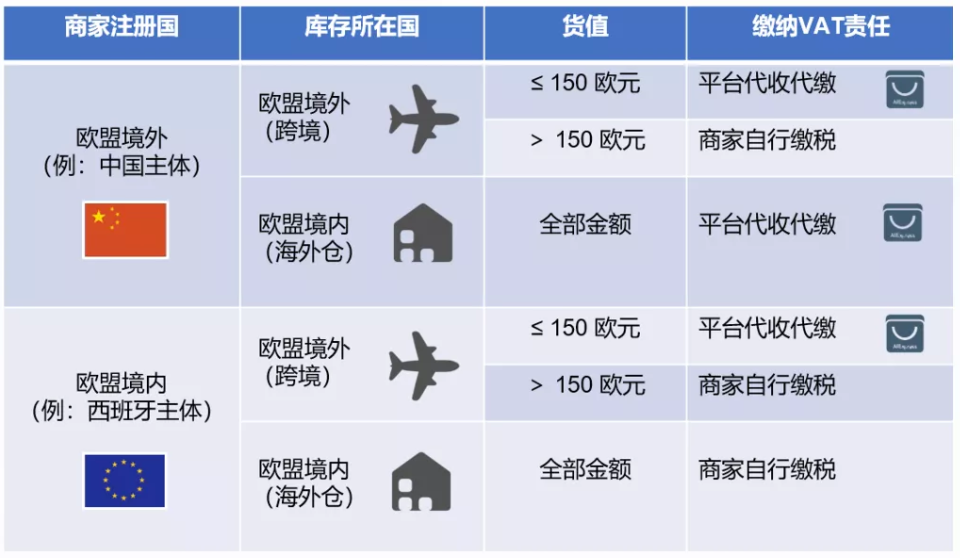 商家注册国
库存所在国
货值
缴纳VAT责任
欧盟境外
（例：中国主体）
欧盟境外
（跨境）
≤ 150 欧元
平台代收代缴
> 150 欧元
商家自行缴税
欧盟境内
（海外仓）
全部金额
平台代收代缴
欧盟境内
（例：西班牙主体）
欧盟境外
（跨境）
≤ 150 欧元
平台代收代缴
> 150 欧元
商家自行缴税
欧盟境内
（海外仓）
全部金额
商家自行缴税